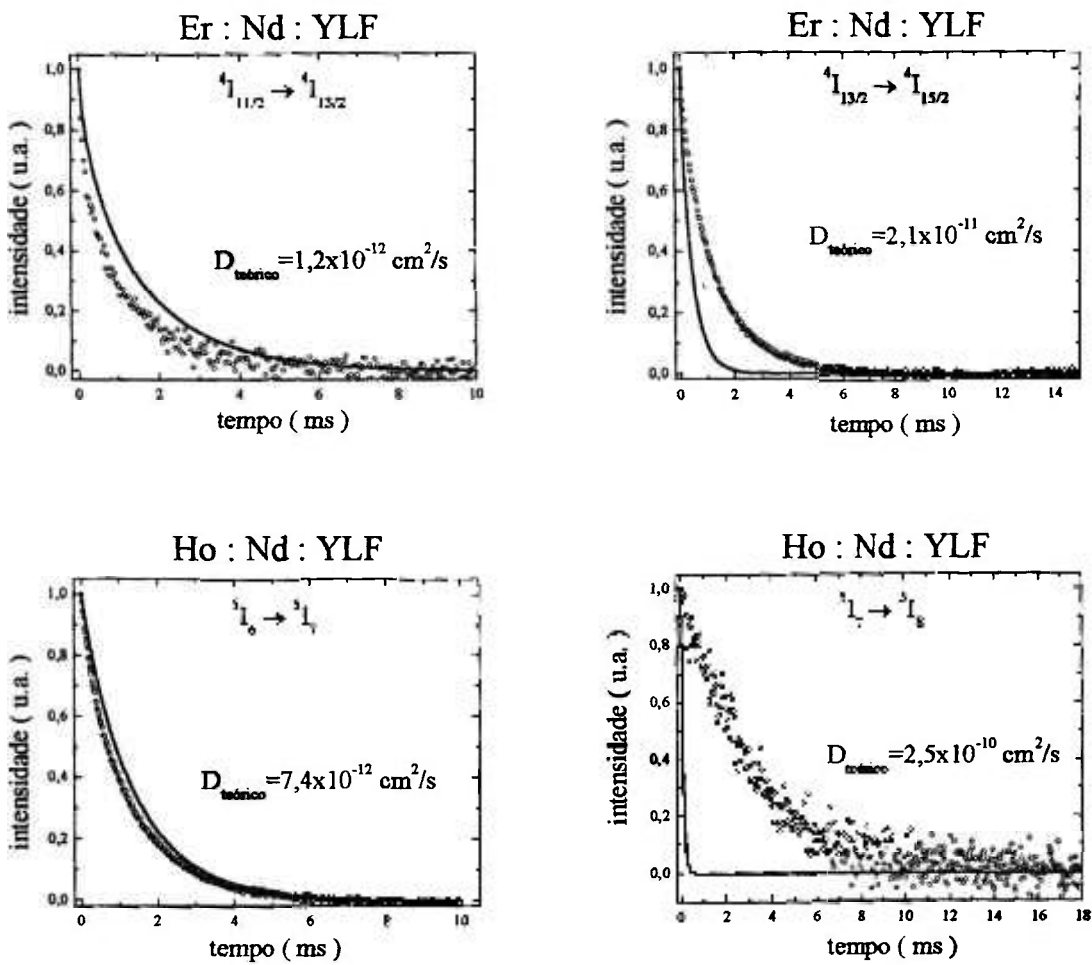 Er : Nd : YLF
⁴I₁₁/₂ → ⁴I₁₃/₂
D_teórico=1,2x10⁻¹² cm²/s
intensidade ( u.a. )
1,0
0,8
0,6
0,4
0,2
0,0
0 2 4 6 8 10
tempo ( ms )
Er : Nd : YLF
⁴I₁₃/₂ → ⁴I₁₅/₂
D_teórico=2,1x10⁻¹¹ cm²/s
intensidade ( u.a. )
1,0
0,8
0,6
0,4
0,2
0,0
0 2 4 6 8 10 12 14
tempo ( ms )
Ho : Nd : YLF
⁵I₆ → ⁵I₇
D_teórico=7,4x10⁻¹² cm²/s
intensidade ( u.a. )
1,0
0,8
0,6
0,4
0,2
0,0
0 2 4 6 8 10
tempo ( ms )
Ho : Nd : YLF
⁵I₇ → ⁵I₈
D_teórico=2,5x10⁻¹⁰ cm²/s
intensidade ( u.a. )
1,0
0,8
0,6
0,4
0,2
0,0
0 2 4 6 8 10 12 14 16 18
tempo ( ms )